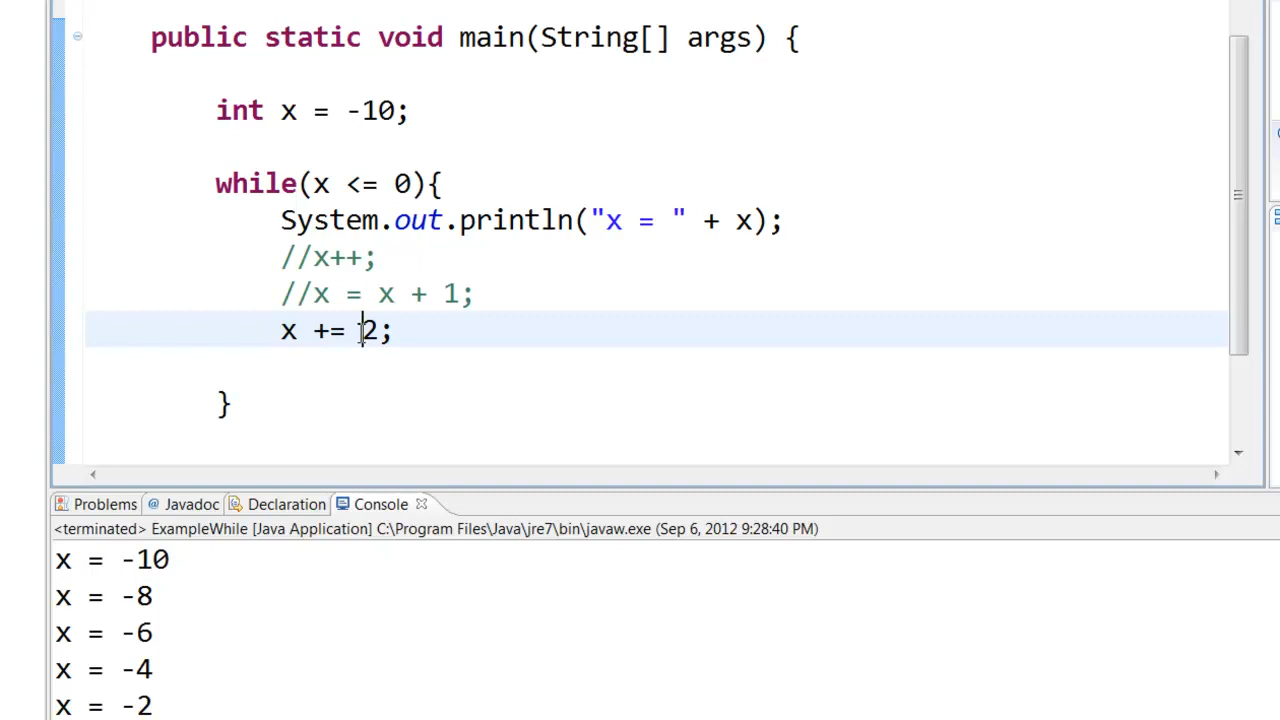 public static void main(String[] args) {
int x = -10;
while(x <= 0){
System.out.println("x = " + x);
//x++;
//x = x + 1;
x += 2;
}
Problems @ Javadoc Declaration Console
<terminated> ExampleWhile [Java Application] C:\Program Files\Java\jre7\bin\javaw.exe (Sep 6, 2012 9:28:40 PM)
x = -10
x = -8
x = -6
x = -4
x = -2